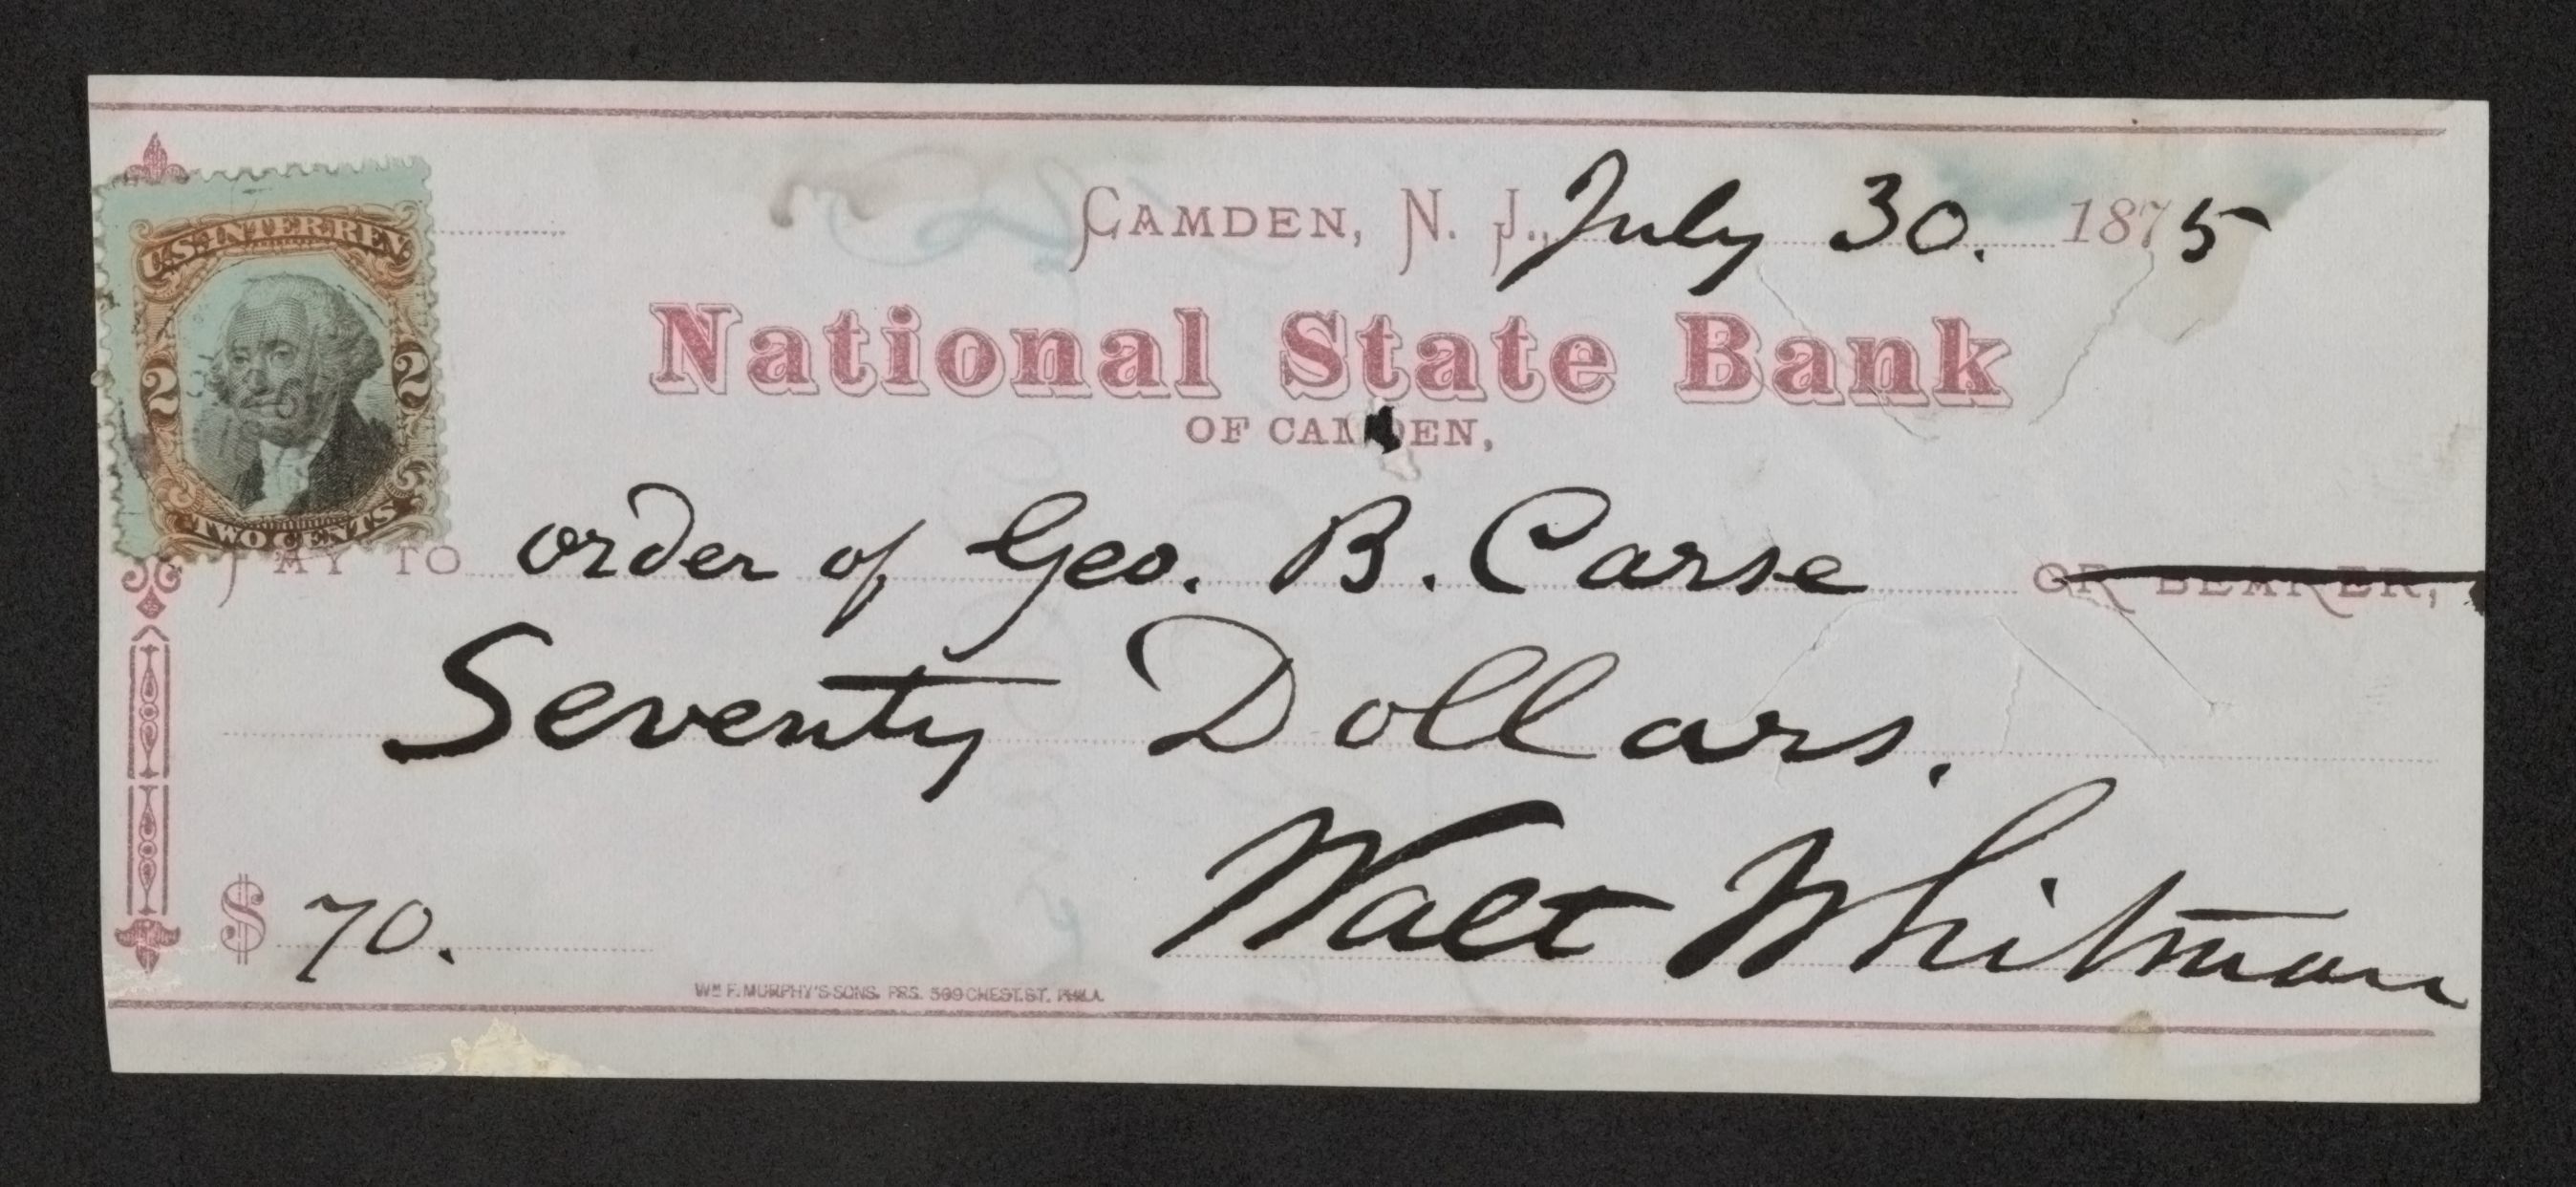 CAMDEN, N. J., July 30. 1875
U.S. INTER. REV.
2 2
TWO CENTS
National State Bank
OF CAMDEN,
PAY TO order of Geo. B. Carse OR BEARER,
Seventy Dollars.
$ 70.
Walt Whitman
WM F. MURPHY'S SONS. PRS. 509 CHEST. ST. PHILA.